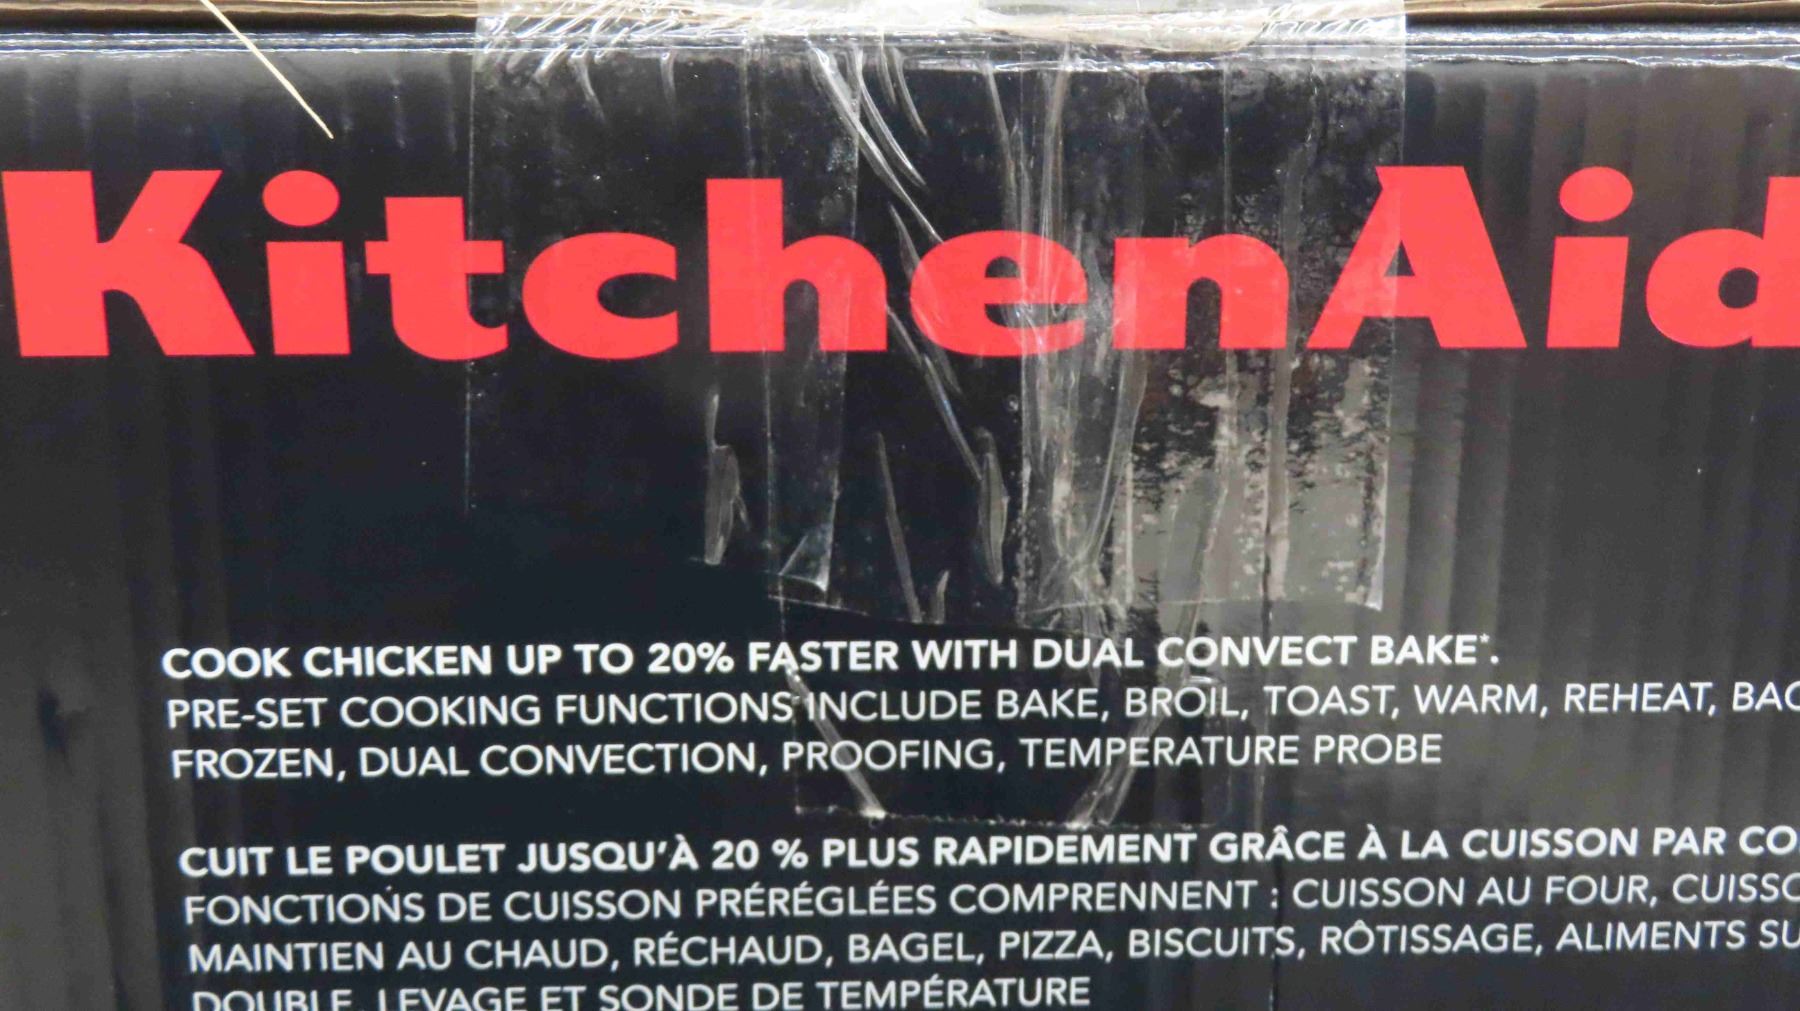 KitchenAid
COOK CHICKEN UP TO 20% FASTER WITH DUAL CONVECT BAKE*.
PRE-SET COOKING FUNCTIONS INCLUDE BAKE, BROIL, TOAST, WARM, REHEAT,
FROZEN, DUAL CONVECTION, PROOFING, TEMPERATURE PROBE
CUIT LE POULET JUSQU'À 20 % PLUS RAPIDEMENT GRÂCE À LA CUISSON PAR
FONCTIONS DE CUISSON PRÉRÉGLÉES COMPRENNENT : CUISSON AU FOUR,
MAINTIEN AU CHAUD, RÉCHAUD, BAGEL, PIZZA, BISCUITS, RÔTISSAGE, ALIMENTS
DOUBLE, LEVAGE ET SONDE DE TEMPÉRATURE